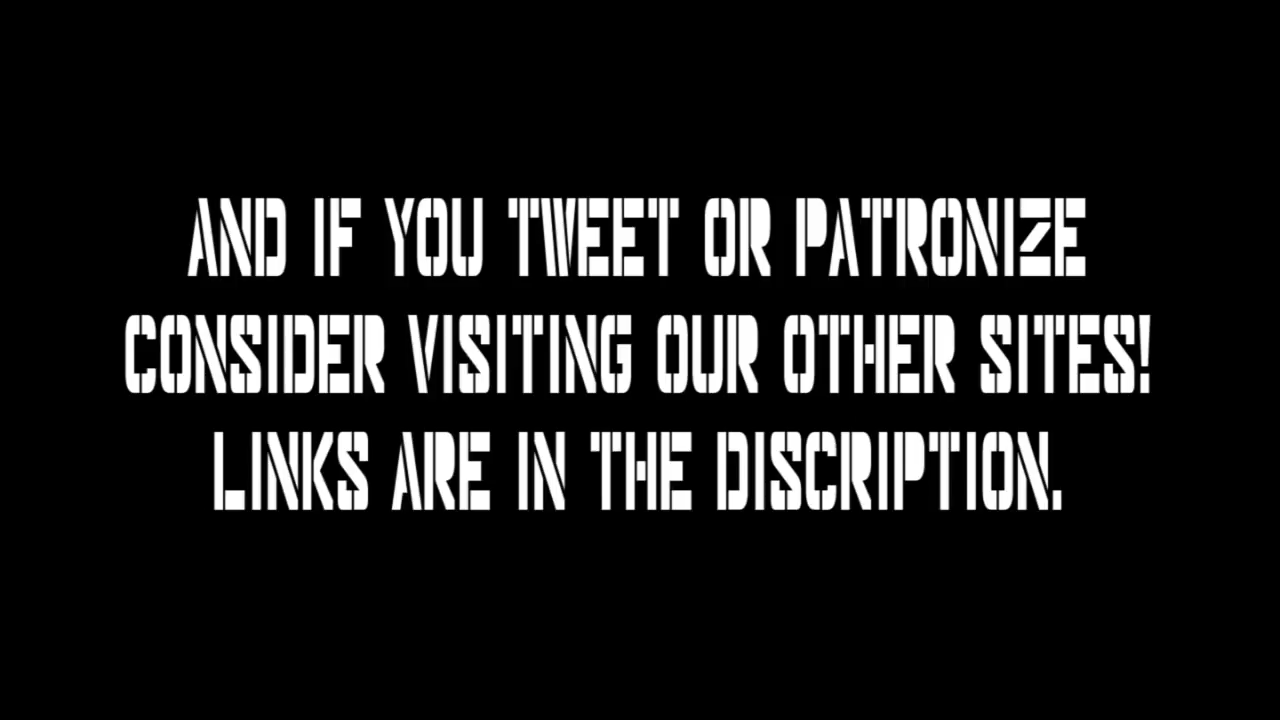 AND IF YOU TWEET OR PATRONIZE
CONSIDER VISITING OUR OTHER SITES!
LINKS ARE IN THE DISCRIPTION.